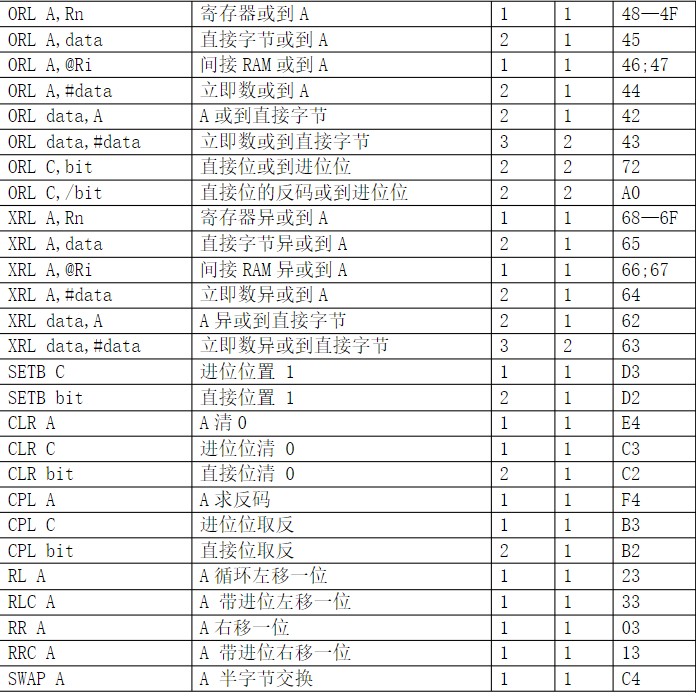 ORL A,Rn 寄存器或到 A 1 1 48—4F
ORL A,data 直接字节或到 A 2 1 45
ORL A,@Ri 间接 RAM 或到 A 1 1 46;47
ORL A,#data 立即数或到 A 2 1 44
ORL data,A A 或到直接字节 2 1 42
ORL data,#data 立即数或到直接字节 3 2 43
ORL C,bit 直接位或到进位位 2 2 72
ORL C,/bit 直接位的反码或到进位位 2 2 A0
XRL A,Rn 寄存器异或到 A 1 1 68—6F
XRL A,data 直接字节异或到 A 2 1 65
XRL A,@Ri 间接 RAM 异或到 A 1 1 66;67
XRL A,#data 立即数异或到 A 2 1 64
XRL data,A A 异或到直接字节 2 1 62
XRL data,#data 立即数异或到直接字节 3 2 63
SETB C 进位位置 1 1 1 D3
SETB bit 直接位置 1 2 1 D2
CLR A A 清 0 1 1 E4
CLR C 进位位清 0 1 1 C3
CLR bit 直接位清 0 2 1 C2
CPL A A 求反码 1 1 F4
CPL C 进位位取反 1 1 B3
CPL bit 直接位取反 2 1 B2
RL A A 循环左移一位 1 1 23
RLC A A 带进位左移一位 1 1 33
RR A A 右移一位 1 1 03
RRC A A 带进位右移一位 1 1 13
SWAP A A 半字节交换 1 1 C4